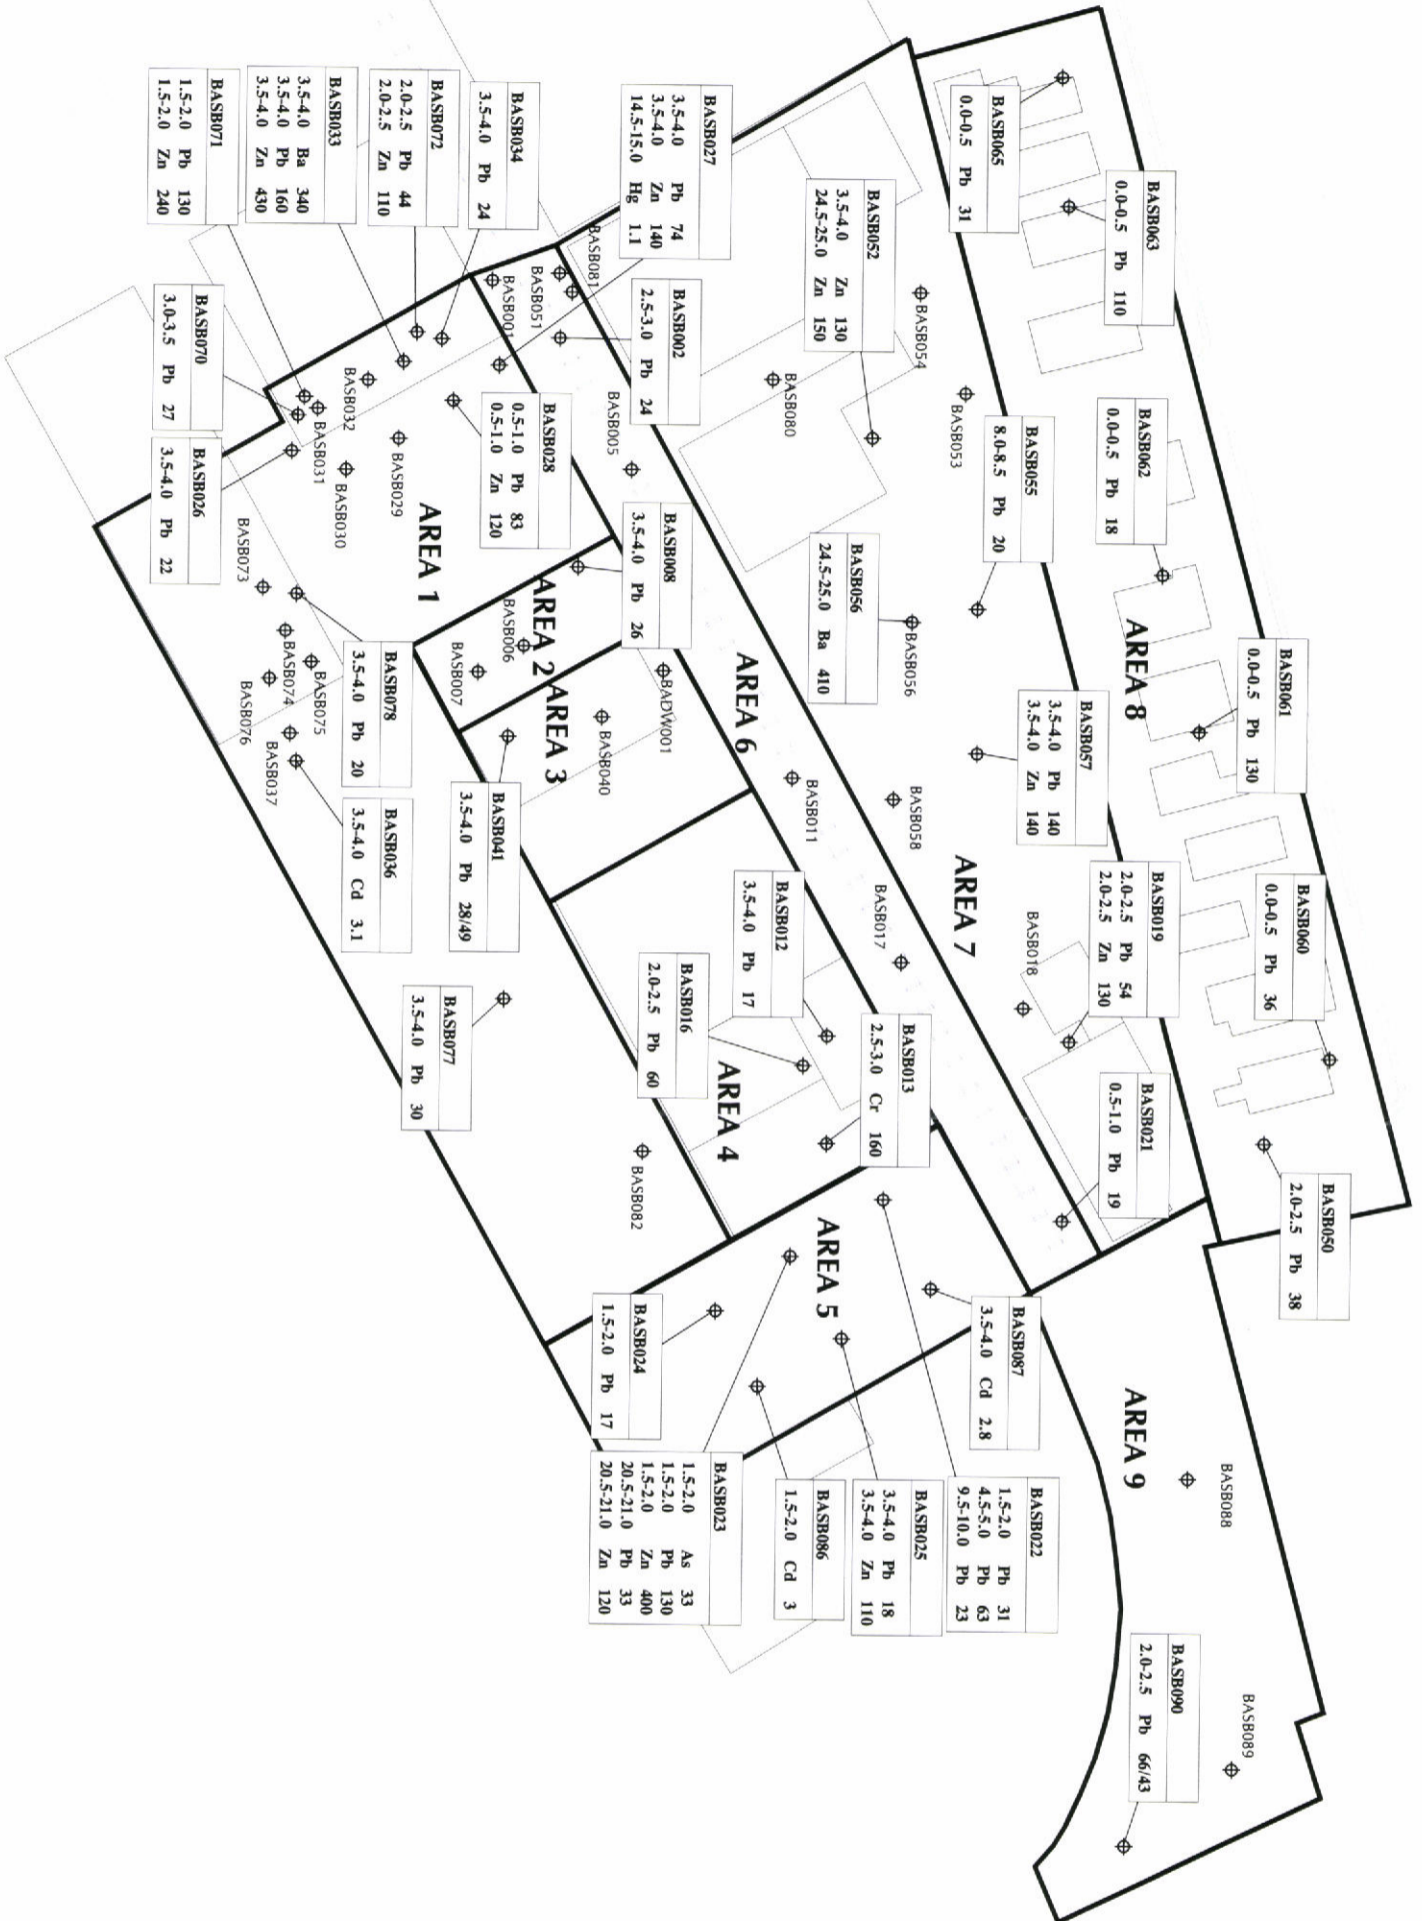 BASB065
0.0-0.5 Pb 31
BASB063
0.0-0.5 Pb 110
BASB062
0.0-0.5 Pb 18
BASB061
0.0-0.5 Pb 130
BASB060
0.0-0.5 Pb 36
BASB050
2.0-2.5 Pb 38
AREA 8
BASB054
BASB053
BASB052
3.5-4.0 Zn 130
24.5-25.0 Zn 150
BASB080
BASB055
8.0-8.5 Pb 20
BASB056
BASB056
24.5-25.0 Ba 410
BASB057
3.5-4.0 Pb 140
3.5-4.0 Zn 140
BASB058
AREA 7
BASB018
BASB019
2.0-2.5 Pb 54
2.0-2.5 Zn 130
BASB021
0.5-1.0 Pb 19
BASB081
BASB051
BASB001
BASB002
2.5-3.0 Pb 24
BASB005
AREA 6
BASB011
BASB017
BASB027
3.5-4.0 Pb 74
3.5-4.0 Zn 140
14.5-15.0 Hg 1.1
BASB034
3.5-4.0 Pb 24
BASB072
2.0-2.5 Pb 44
2.0-2.5 Zn 110
BASB033
3.5-4.0 Ba 340
3.5-4.0 Pb 160
3.5-4.0 Zn 430
BASB071
1.5-2.0 Pb 130
1.5-2.0 Zn 240
BASB070
3.0-3.5 Pb 27
BASB026
3.5-4.0 Pb 22
BASB028
0.5-1.0 Pb 83
0.5-1.0 Zn 120
BASB032
BASB031
BASB029
BASB030
AREA 1
BASB073
BASB074
BASB075
BASB076
BASB037
BASB078
3.5-4.0 Pb 20
BASB036
3.5-4.0 Cd 3.1
BASB077
3.5-4.0 Pb 30
BASB082
BASB008
3.5-4.0 Pb 26
AREA 2
BASB006
BASB007
AREA 3
BADW001
BASB040
BASB041
3.5-4.0 Pb 28/49
BASB012
3.5-4.0 Pb 17
BASB016
2.0-2.5 Pb 60
BASB013
2.5-3.0 Cr 160
AREA 4
AREA 5
BASB087
3.5-4.0 Cd 2.8
BASB022
1.5-2.0 Pb 31
4.5-5.0 Pb 63
9.5-10.0 Pb 23
BASB025
3.5-4.0 Pb 18
3.5-4.0 Zn 110
BASB086
1.5-2.0 Cd 3
BASB024
1.5-2.0 Pb 17
BASB023
1.5-2.0 As 33
1.5-2.0 Pb 130
1.5-2.0 Zn 400
20.5-21.0 Pb 33
20.5-21.0 Zn 120
AREA 9
BASB088
BASB089
BASB090
2.0-2.5 Pb 66/43